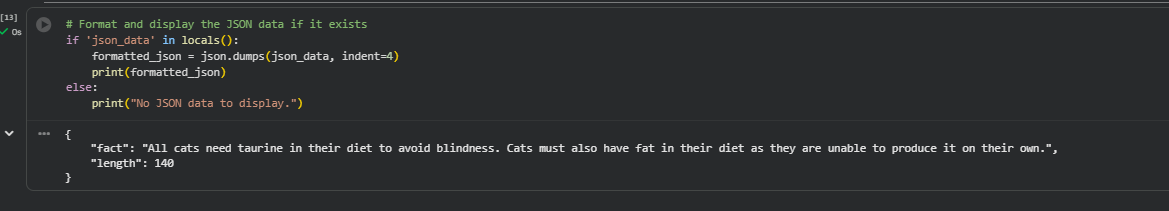 [13]
0s
# Format and display the JSON data if it exists
if 'json_data' in locals():
    formatted_json = json.dumps(json_data, indent=4)
    print(formatted_json)
else:
    print("No JSON data to display.")
{
    "fact": "All cats need taurine in their diet to avoid blindness. Cats must also have fat in their diet as they are unable to produce it on their own.",
    "length": 140
}